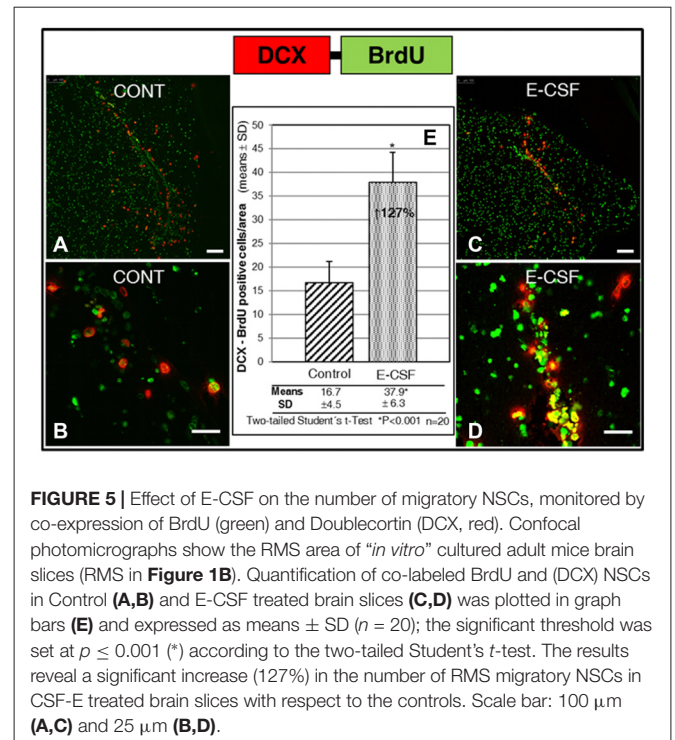 DCX BrdU
CONT
A
CONT
B
E
DCX - BrdU positive cells/area (means ± SD)
50
45
40
35
30
25
20
15
10
5
0
*
↑127%
Control E-CSF
Means 16.7 37.9*
SD ±4.5 ± 6.3
Two-tailed Student´s t-Test *P<0.001 n=20
E-CSF
C
E-CSF
D
FIGURE 5 | Effect of E-CSF on the number of migratory NSCs, monitored by
co-expression of BrdU (green) and Doublecortin (DCX, red). Confocal
photomicrographs show the RMS area of “in vitro” cultured adult mice brain
slices (RMS in Figure 1B). Quantification of co-labeled BrdU and (DCX) NSCs
in Control (A,B) and E-CSF treated brain slices (C,D) was plotted in graph
bars (E) and expressed as means ± SD (n = 20); the significant threshold was
set at p ≤ 0.001 (*) according to the two-tailed Student’s t-test. The results
reveal a significant increase (127%) in the number of RMS migratory NSCs in
CSF-E treated brain slices with respect to the controls. Scale bar: 100 μm
(A,C) and 25 μm (B,D).